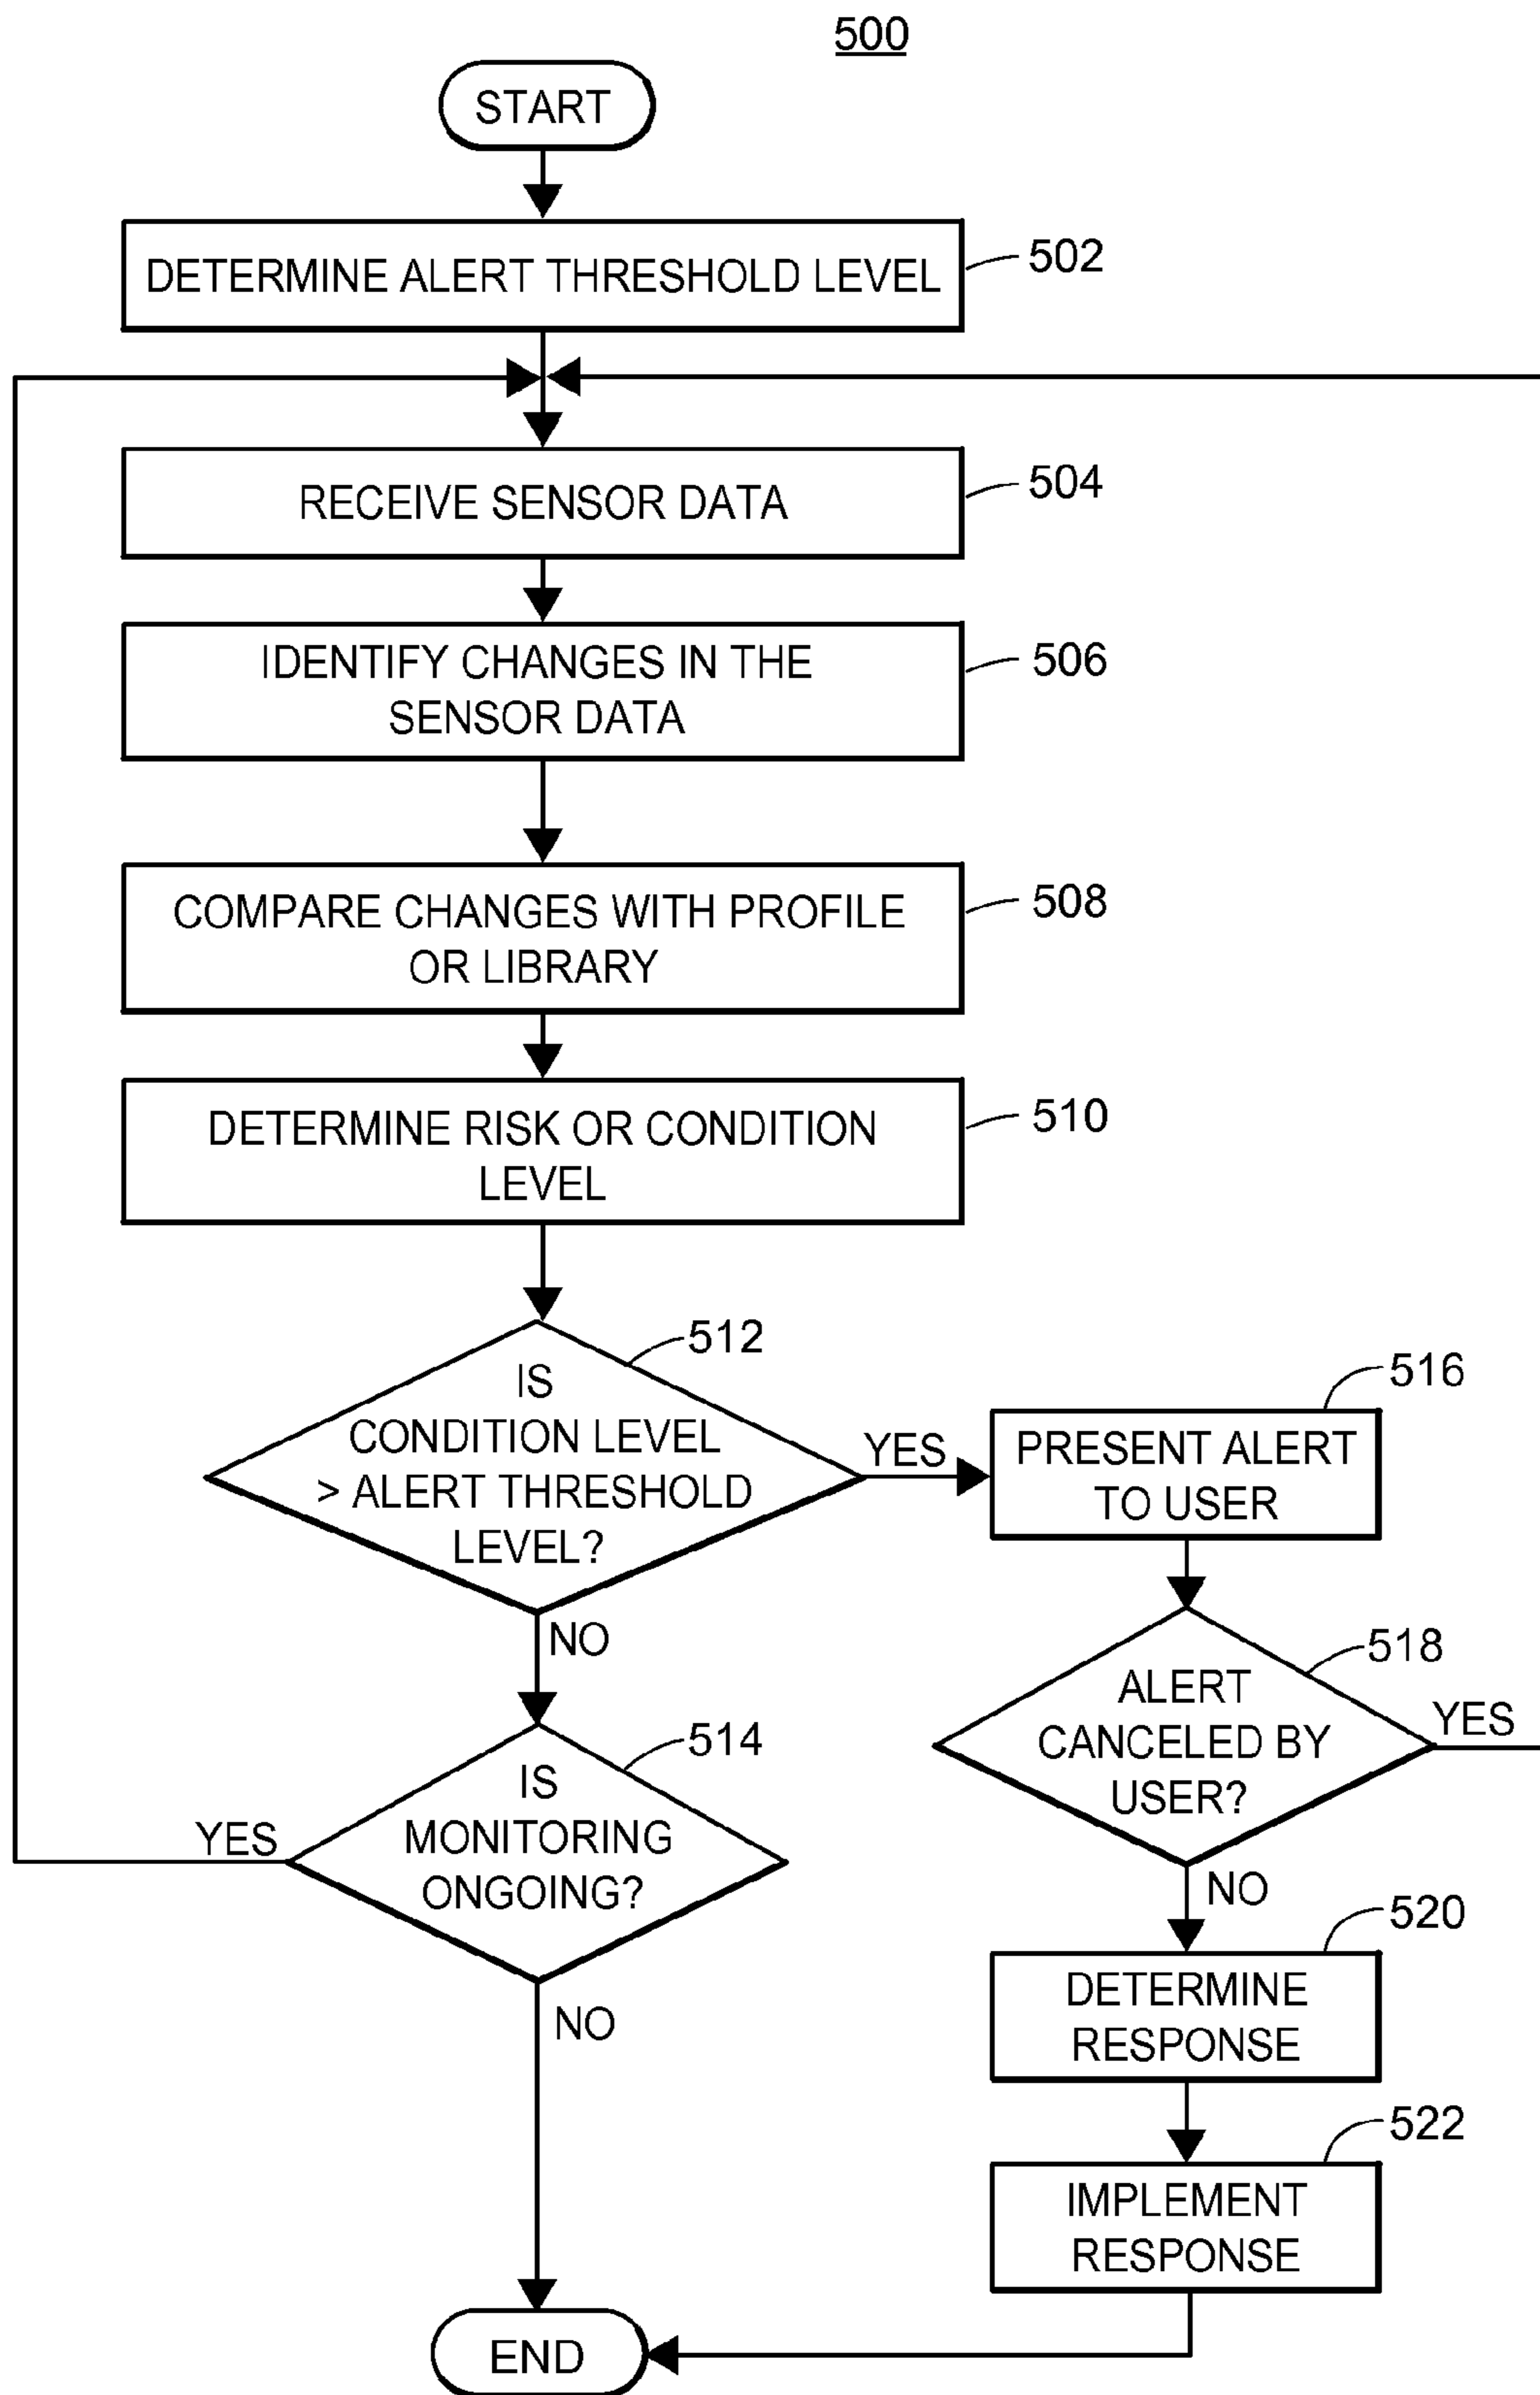 500
START
DETERMINE ALERT THRESHOLD LEVEL
502
RECEIVE SENSOR DATA
504
IDENTIFY CHANGES IN THE
SENSOR DATA
506
COMPARE CHANGES WITH PROFILE
OR LIBRARY
508
DETERMINE RISK OR CONDITION
LEVEL
510
512
IS
CONDITION LEVEL
> ALERT THRESHOLD
LEVEL?
YES
NO
516
PRESENT ALERT
TO USER
518
ALERT
CANCELED BY
USER?
YES
NO
514
IS
MONITORING
ONGOING?
YES
NO
520
DETERMINE
RESPONSE
522
IMPLEMENT
RESPONSE
END